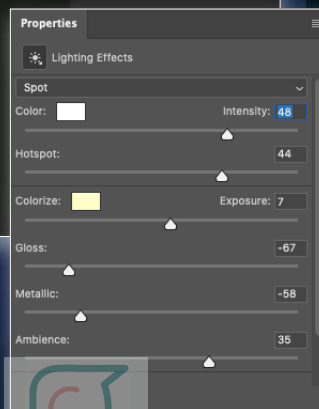 Properties
Lighting Effects
Spot
Color: Intensity: 48
Hotspot: 44
Colorize: Exposure: 7
Gloss: -67
Metallic: -58
Ambience: 35